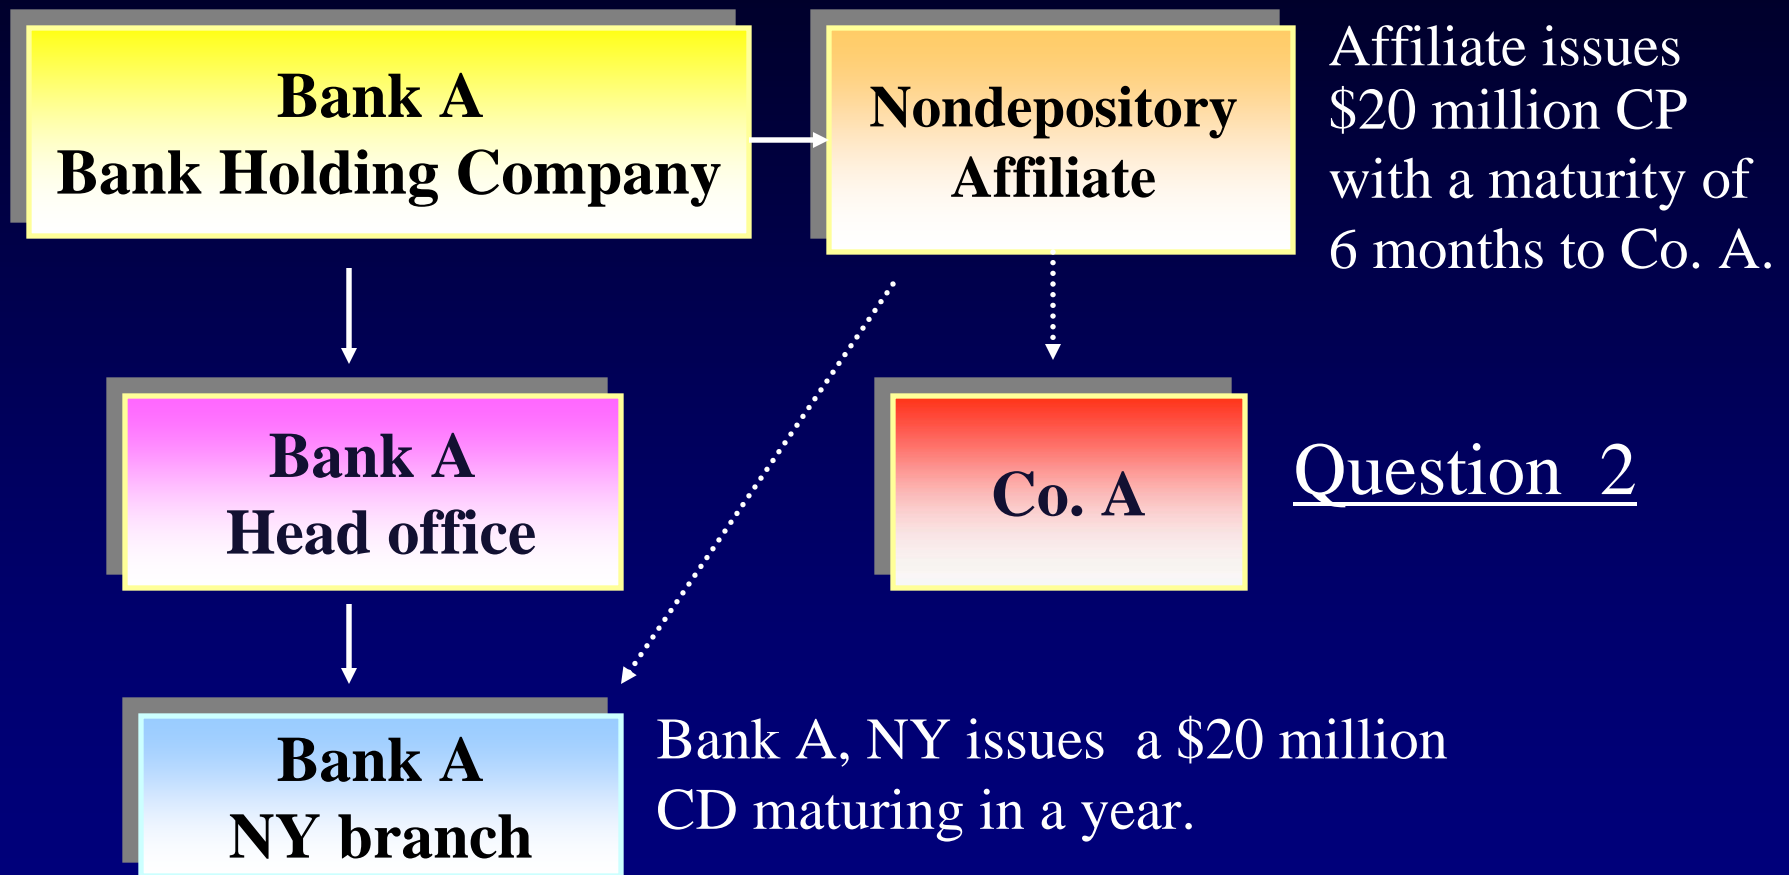 Bank A
Bank Holding Company
Nondepository
Affiliate
Affiliate issues
$20 million CP
with a maturity of
6 months to Co. A.
Bank A
Head office
Co. A
Question 2
Bank A
NY branch
Bank A, NY issues a $20 million
CD maturing in a year.